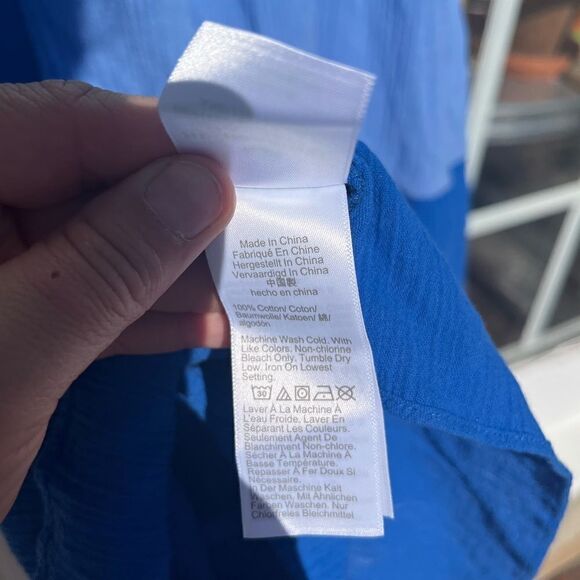 Made In China
Fabriqué En Chine
Hergestellt In China
Vervaardigd In China
中國製
hecho en china
100% Cotton/ Coton/
Baumwolle/ Katoen/ 綿/
algodón
Machine Wash Cold. With
Like Colors. Non-chlorine
Bleach Only. Tumble Dry
Low. Iron On Lowest
Setting.
30
Laver À La Machine À
L'eau Froide. Laver En
Séparant Les Couleurs.
Seulement Agent De
Blanchiment Non-chlore.
Sécher À La Machine À
Basse Température.
Repasser À Fer Doux Si
Nécessaire.
In Der Maschine Kalt
Waschen, Mit Ähnlichen
Farben Waschen. Nur
Chlorfreies Bleichmittel